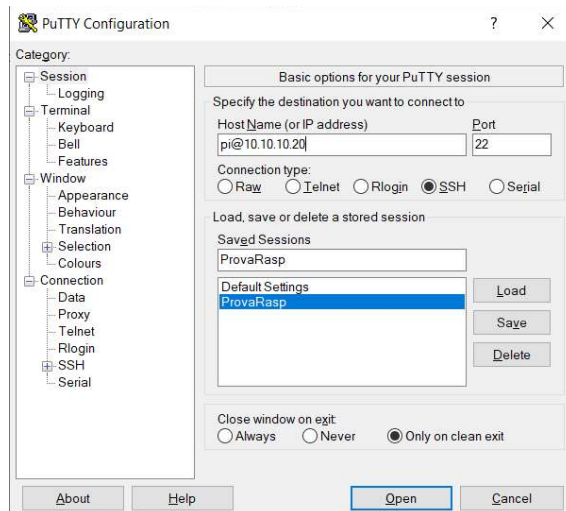 PuTTY Configuration
?
Category:
Session
Logging
Terminal
Keyboard
Bell
Features
Window
Appearance
Behaviour
Translation
Selection
Colours
Connection
Data
Proxy
Telnet
Rlogin
SSH
Serial
Basic options for your PuTTY session
Specify the destination you want to connect to
Host Name (or IP address) Port
pi@10.10.10.20 22
Connection type:
Raw Telnet Rlogin SSH Serial
Load, save or delete a stored session
Saved Sessions
ProvaRasp
Default Settings
ProvaRasp
Load
Save
Delete
Close window on exit:
Always Never Only on clean exit
About Help Open Cancel